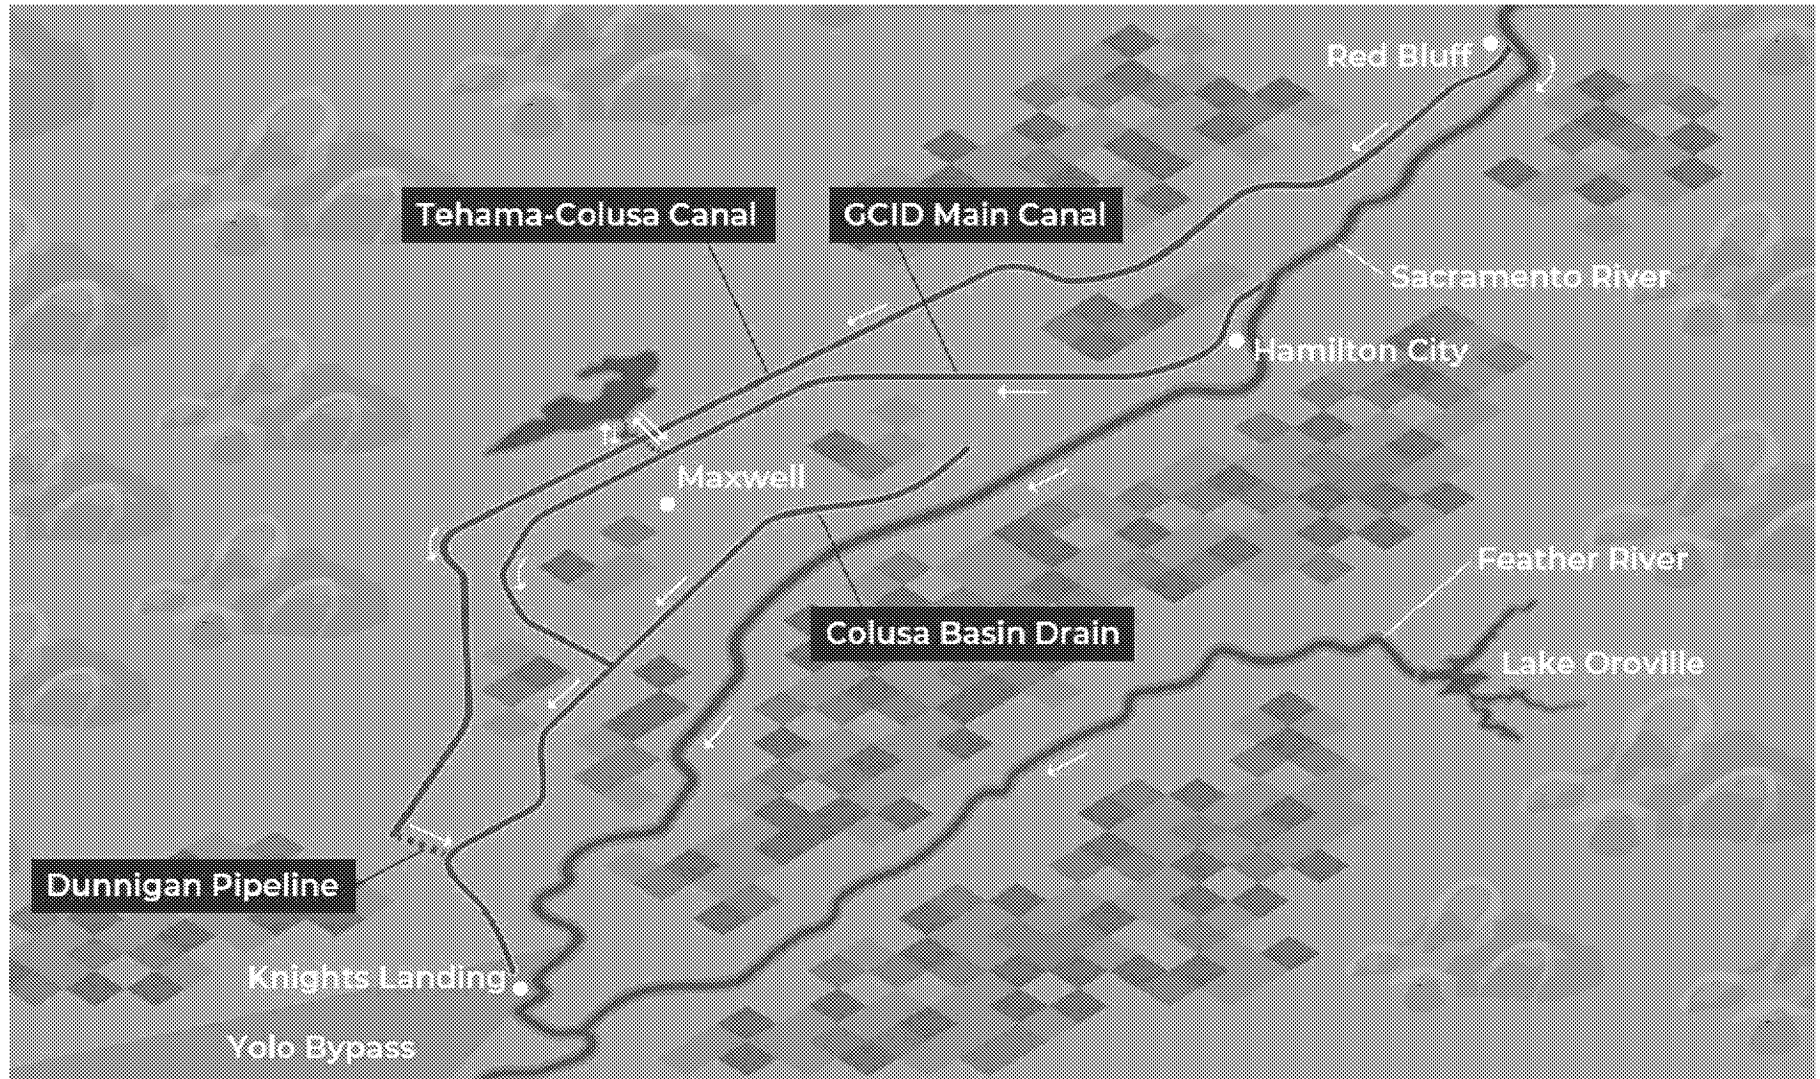 Red Bluff
Tehama-Colusa Canal
GCID Main Canal
Sacramento River
Hamilton City
Maxwell
Feather River
Colusa Basin Drain
Lake Oroville
Dunnigan Pipeline
Knights Landing
Yolo Bypass